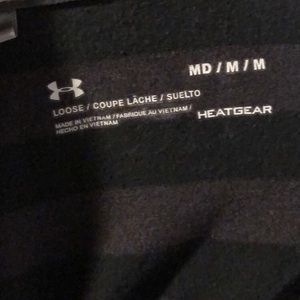 MD / M / M
LOOSE / COUPE LÂCHE / SUELTO
MADE IN VIETNAM / FABRIQUÉ AU VIETNAM /
HECHO EN VIETNAM
HEATGEAR